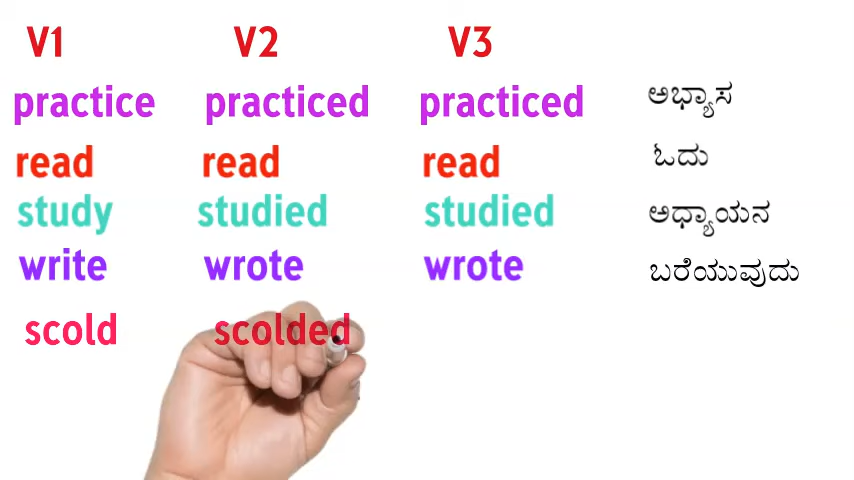 V1 V2 V3
practice practiced practiced ಅಭ್ಯಾಸ
read read read ಓದು
study studied studied ಅಧ್ಯಾಯನ
write wrote wrote ಬರೆಯುವುದು
scold scolded